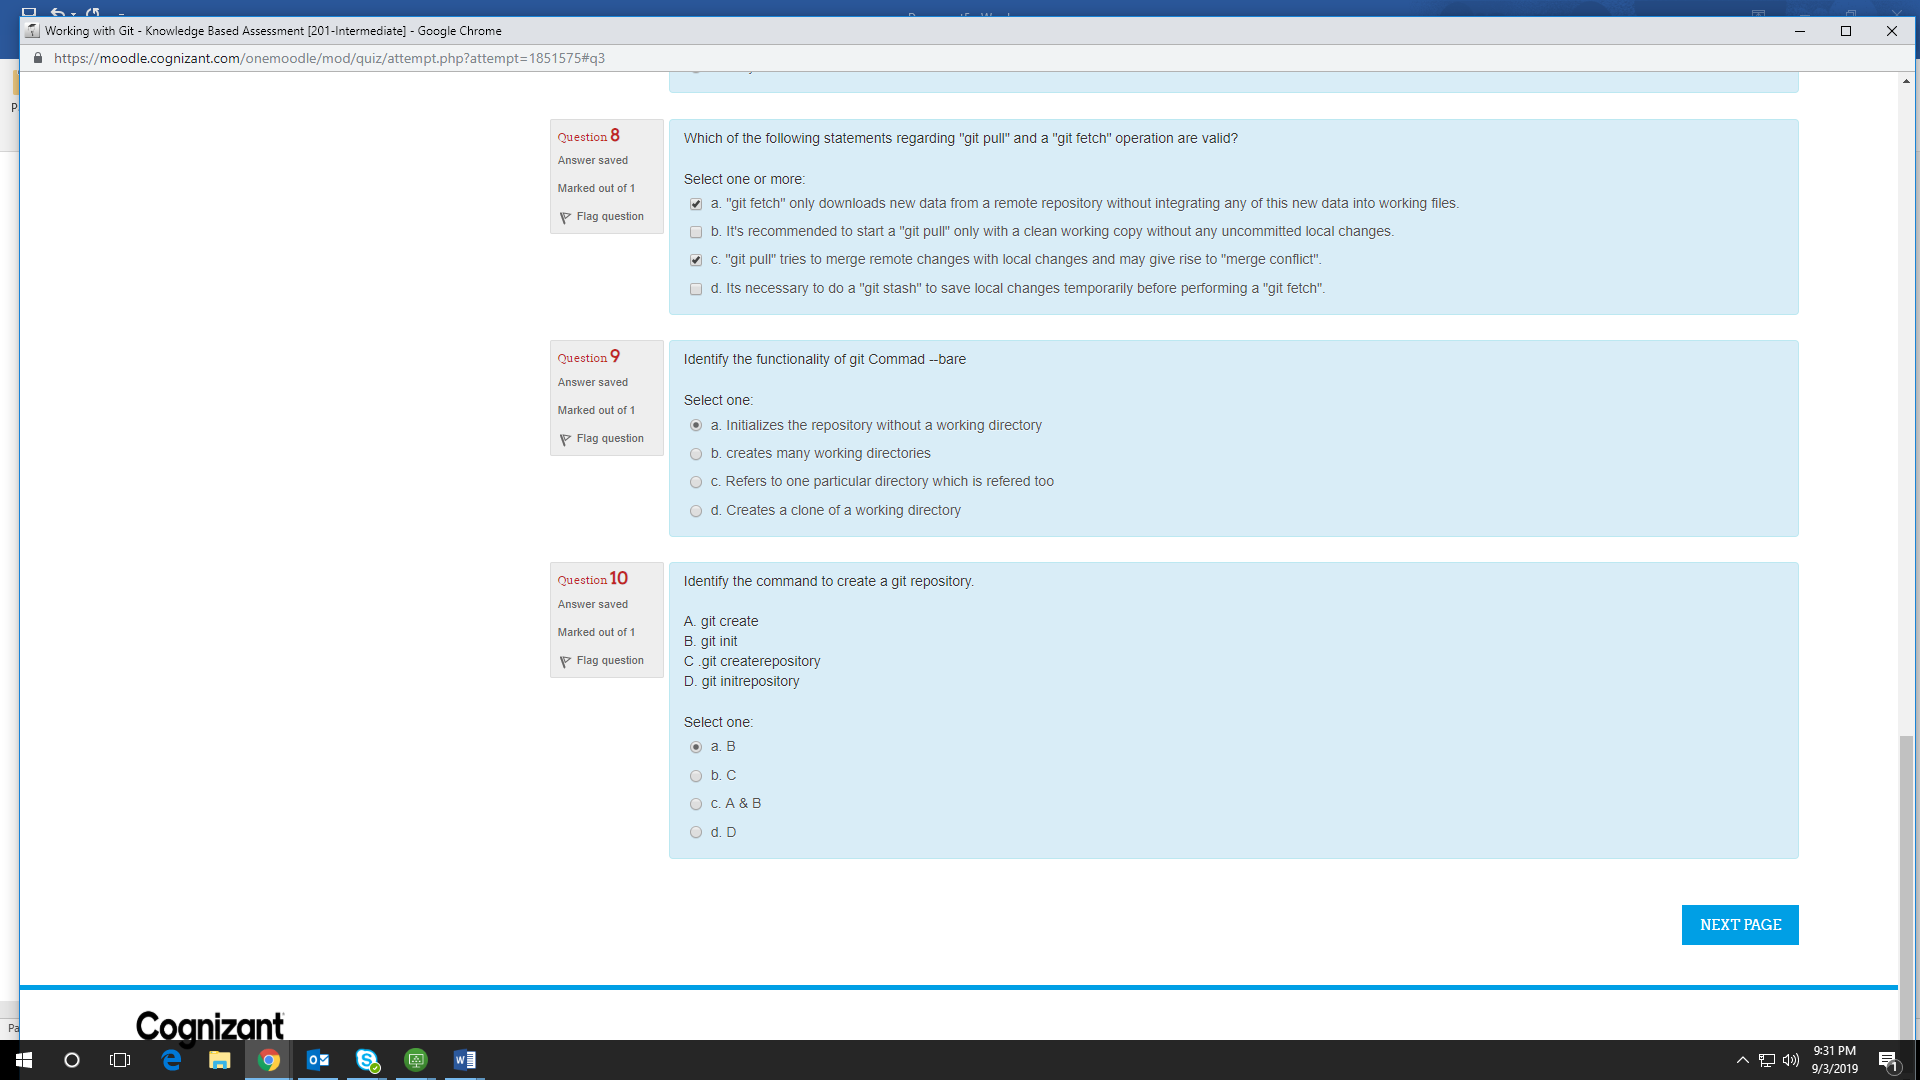 Working with Git - Knowledge Based Assessment [201-Intermediate] - Google Chrome
https://moodle.cognizant.com/onemoodle/mod/quiz/attempt.php?attempt=1851575#q3
Question 8
Answer saved
Marked out of 1
Flag question
Which of the following statements regarding "git pull" and a "git fetch" operation are valid?
Select one or more:
a. "git fetch" only downloads new data from a remote repository without integrating any of this new data into working files.
b. It's recommended to start a "git pull" only with a clean working copy without any uncommitted local changes.
c. "git pull" tries to merge remote changes with local changes and may give rise to "merge conflict".
d. Its necessary to do a "git stash" to save local changes temporarily before performing a "git fetch".
Question 9
Answer saved
Marked out of 1
Flag question
Identify the functionality of git Commad --bare
Select one:
a. Initializes the repository without a working directory
b. creates many working directories
c. Refers to one particular directory which is refered too
d. Creates a clone of a working directory
Question 10
Answer saved
Marked out of 1
Flag question
Identify the command to create a git repository.
A. git create
B. git init
C .git createrepository
D. git initrepository
Select one:
a. B
b. C
c. A & B
d. D
NEXT PAGE
Cognizant
9:31 PM
9/3/2019
1